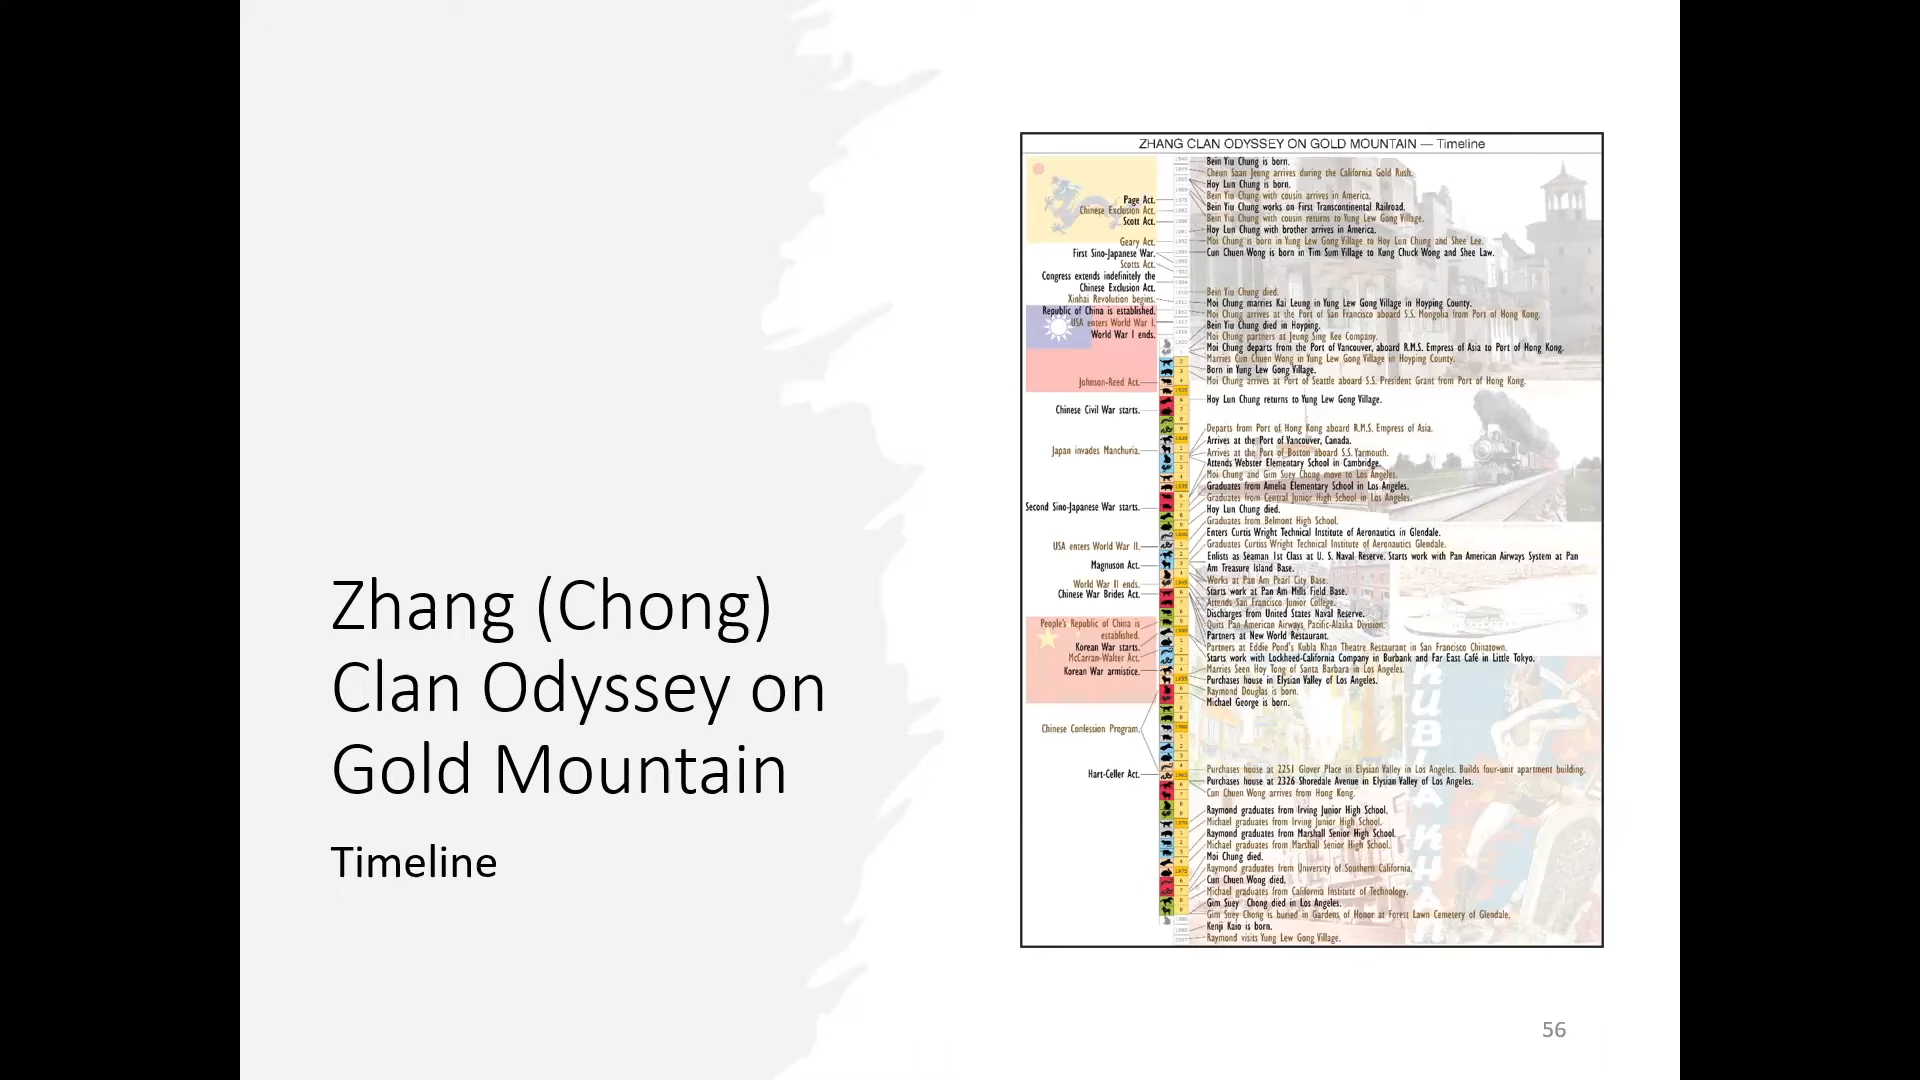 Zhang (Chong)
Clan Odyssey on
Gold Mountain
Timeline
ZHANG CLAN ODYSSEY ON GOLD MOUNTAIN — Timeline
Page Act.
Chinese Exclusion Act.
Scott Act.
Geary Act.
First Sino-Japanese War.
Scotts Act.
Congress extends indefinitely the
Chinese Exclusion Act.
Xinhai Revolution begins.
Republic of China is established.
USA enters World War I.
World War I ends.
Johnson-Reed Act.
Chinese Civil War starts.
Japan invades Manchuria.
Second Sino-Japanese War starts.
USA enters World War II.
Magnuson Act.
World War II ends.
Chinese War Brides Act.
People's Republic of China is
established.
Korean War starts.
McCarran-Walter Act.
Korean War armistice.
Chinese Confession Program.
Hart-Celler Act.
Bein Yiu Chung is born.
Cheun Saan Jeung arrives during the California Gold Rush.
Hoy Lun Chung is born.
Bein Yiu Chung with cousin arrives in America.
Bein Yiu Chung works on First Transcontinental Railroad.
Bein Yiu Chung with cousin returns to Yung Lew Gong Village.
Hoy Lun Chung with brother arrives in America.
Moi Chung is born in Yung Lew Gong Village to Hoy Lun Chung and Shee Lee.
Cun Chuen Wong is born in Tim Sum Village to Kung Chuck Wong and Shee Law.
Bein Yiu Chung died.
Moi Chung marries Kai Leung in Yung Lew Gong Village in Hoyping County.
Moi Chung arrives at the Port of San Francisco aboard S.S. Mongolia from Port of Hong Kong.
Bein Yiu Chung died in Hoyping.
Moi Chung partners at Jeung Sing Kee Company.
Moi Chung departs from the Port of Vancouver, aboard R.M.S. Empress of Asia to Port of Hong Kong.
Marries Cun Chuen Wong in Yung Lew Gong Village in Hoyping County.
Born in Yung Lew Gong Village.
Moi Chung arrives at Port of Seattle aboard S.S. President Grant from Port of Hong Kong.
Hoy Lun Chung returns to Yung Lew Gong Village.
Departs from Port of Hong Kong aboard R.M.S. Empress of Asia.
Arrives at the Port of Vancouver, Canada.
Arrives at the Port of Boston aboard S.S. Yarmouth.
Attends Webster Elementary School in Cambridge.
Moi Chung and Gim Suey Chong move to Los Angeles.
Graduates from Amelia Elementary School in Los Angeles.
Graduates from Central Junior High School in Los Angeles.
Hoy Lun Chung died.
Graduates from Belmont High School.
Enters Curtis Wright Technical Institute of Aeronautics in Glendale.
Graduates Curtiss Wright Technical Institute of Aeronautics Glendale.
Enlists as Seaman 1st Class at U. S. Naval Reserve. Starts work with Pan American Airways System at Pan
Am Treasure Island Base.
Works at Pan Am Pearl City Base.
Starts work at Pan Am Mills Field Base.
Attends San Francisco Junior College.
Discharges from United States Naval Reserve.
Quits Pan American Airways Pacific-Alaska Division.
Partners at New World Restaurant.
Partners at Eddie Pond's Kubla Khan Theatre Restaurant in San Francisco Chinatown.
Starts work with Lockheed-California Company in Burbank and Far East Café in Little Tokyo.
Marries Seen Hoy Tong of Santa Barbara in Los Angeles.
Purchases house in Elysian Valley of Los Angeles.
Raymond Douglas is born.
Michael George is born.
Purchases house at 2251 Glover Place in Elysian Valley in Los Angeles. Builds four-unit apartment building.
Purchases house at 2326 Shoredale Avenue in Elysian Valley of Los Angeles.
Cun Chuen Wong arrives from Hong Kong.
Raymond graduates from Irving Junior High School.
Michael graduates from Irving Junior High School.
Raymond graduates from Marshall Senior High School.
Michael graduates from Marshall Senior High School.
Moi Chung died.
Raymond graduates from University of Southern California.
Cun Chuen Wong died.
Michael graduates from California Institute of Technology.
Gim Suey Chong died in Los Angeles.
Gim Suey Chong is buried in Gardens of Honor at Forest Lawn Cemetery of Glendale.
Kenji Kaio is born.
Raymond visits Yung Lew Gong Village.
KUBLA KHAN
56